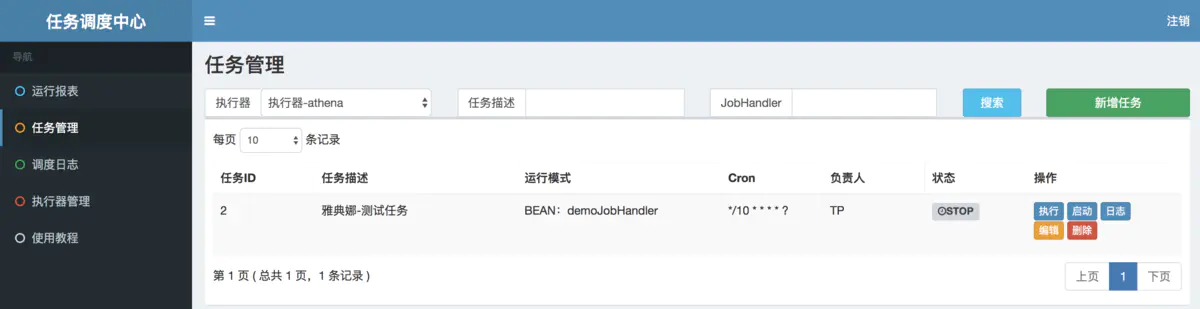 任务调度中心 注销
导航
运行报表
任务管理
调度日志
执行器管理
使用教程
任务管理
执行器 执行器-athena 任务描述 JobHandler 搜索 新增任务
每页 10 条记录
任务ID 任务描述 运行模式 Cron 负责人 状态 操作
2 雅典娜-测试任务 BEAN：demoJobHandler */10 * * * * ? TP STOP 执行 启动 日志
编辑 删除
第 1 页 ( 总共 1 页，1 条记录 ) 上页 1 下页